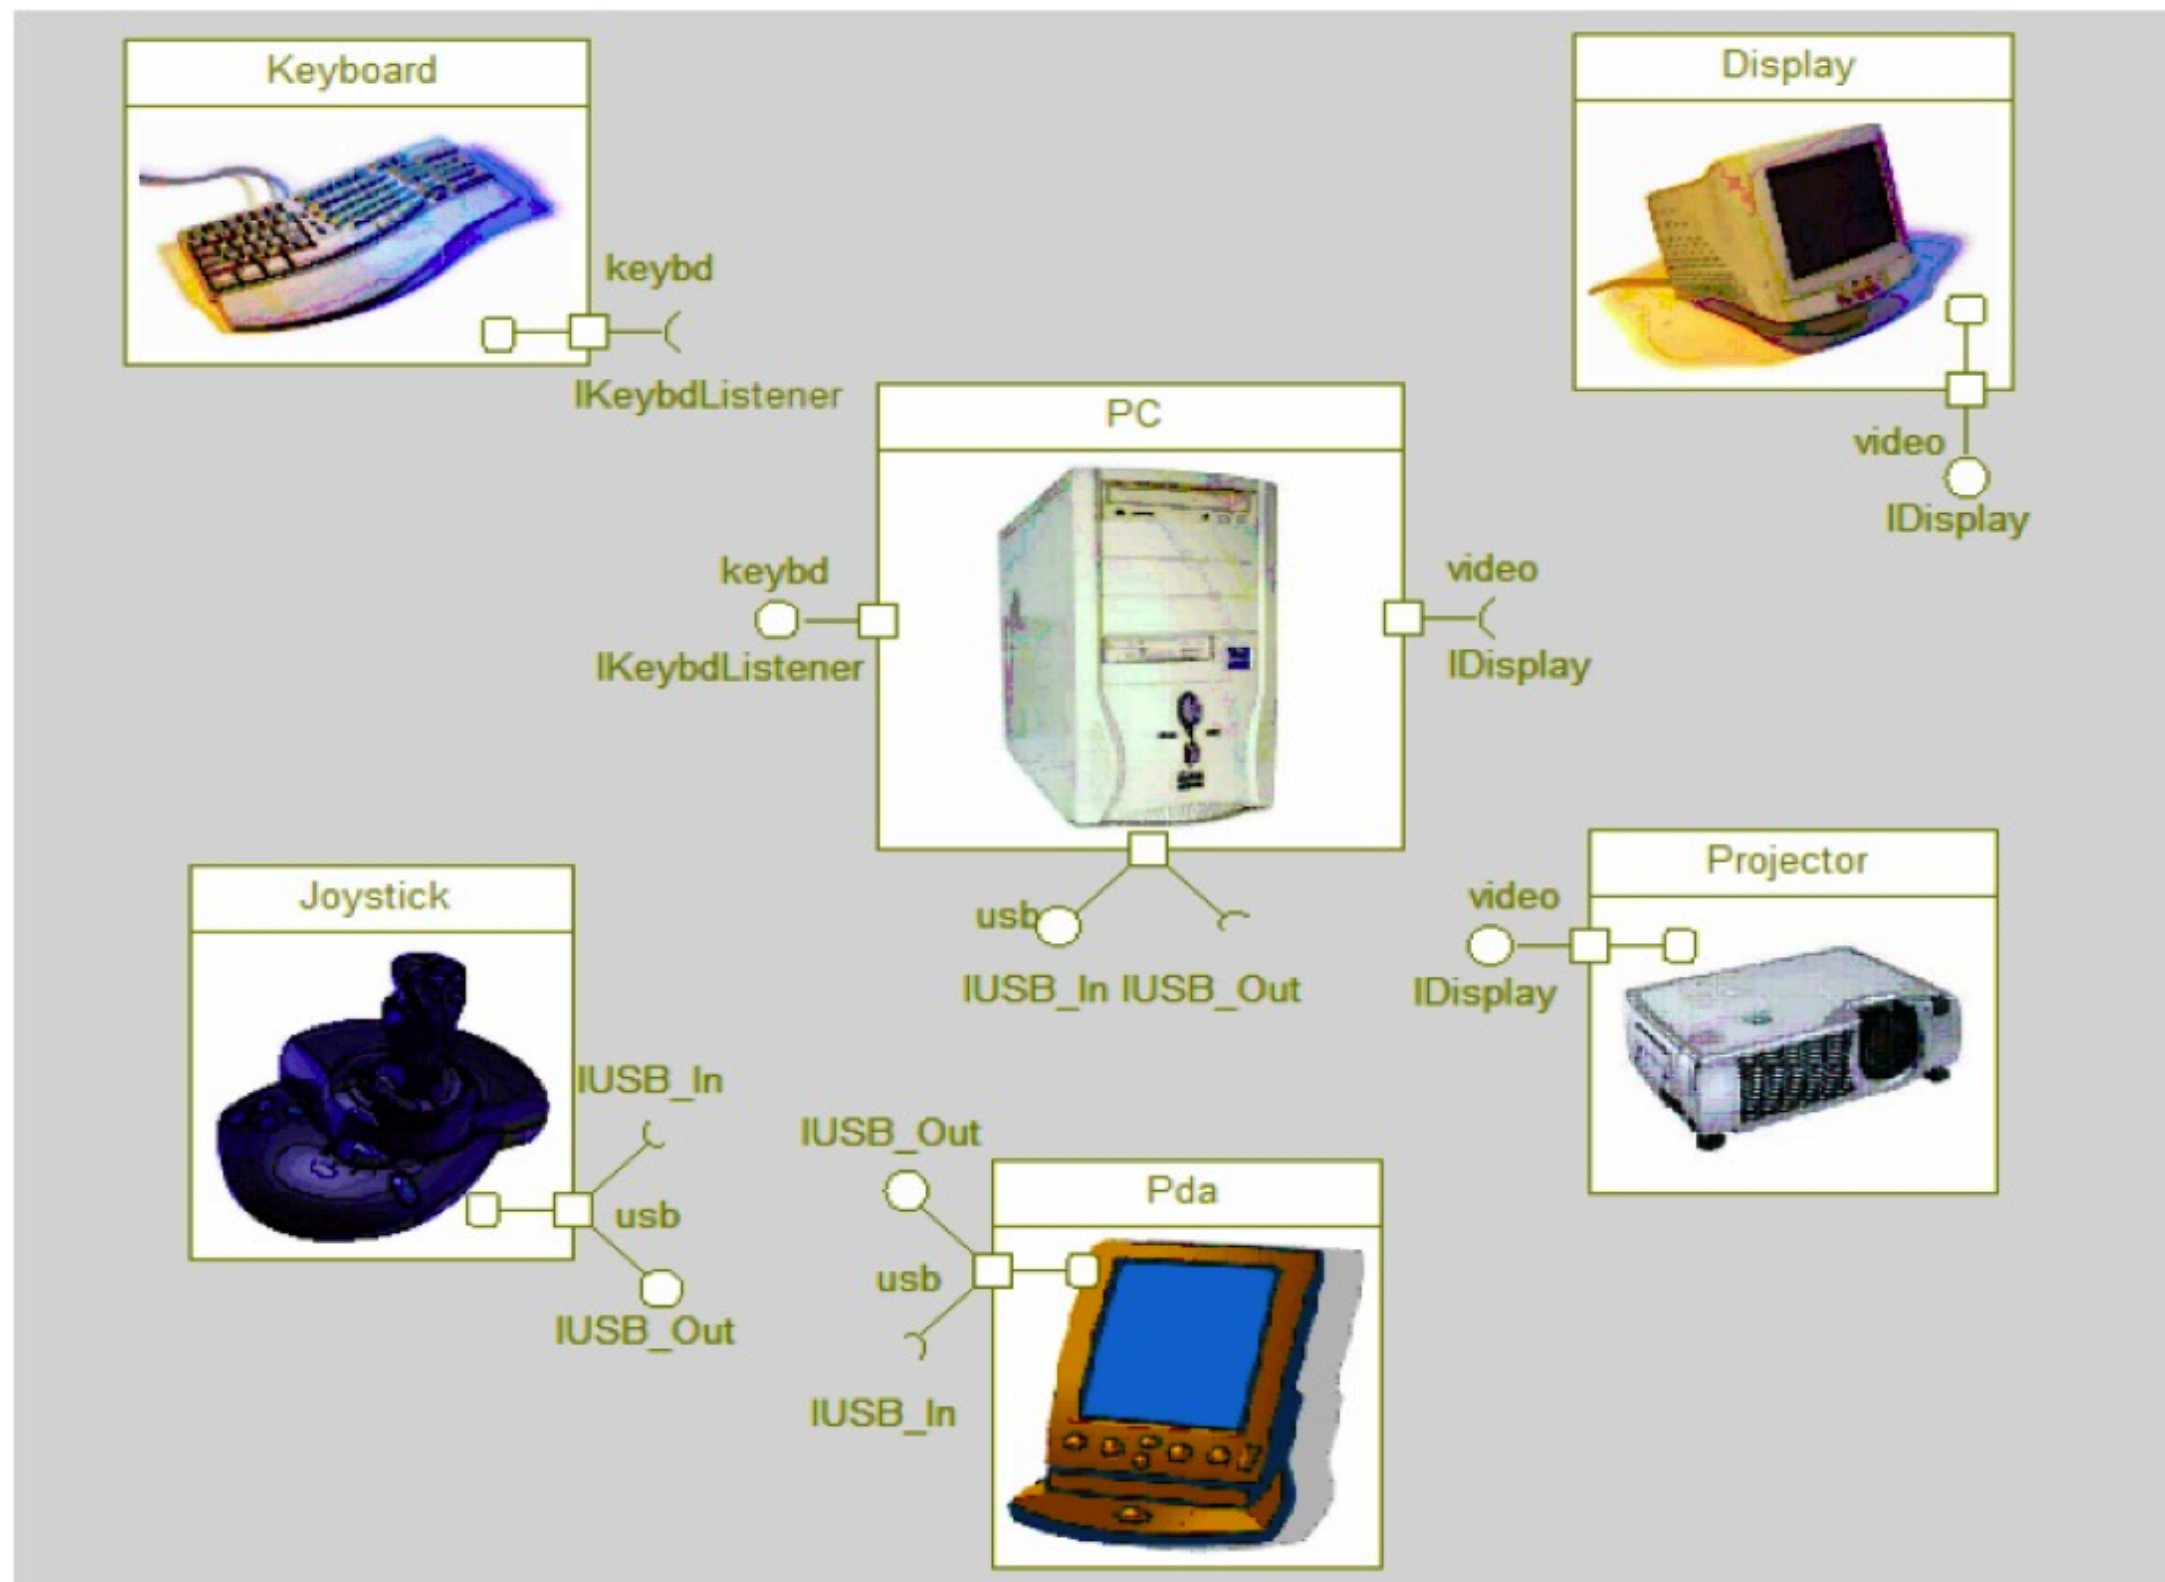 Keyboard
keybd
IKeybdListener
Display
video
IDisplay
PC
keybd
IKeybdListener
video
IDisplay
usb
IUSB_In IUSB_Out
Projector
video
IDisplay
Joystick
IUSB_In
usb
IUSB_Out
Pda
IUSB_Out
usb
IUSB_In